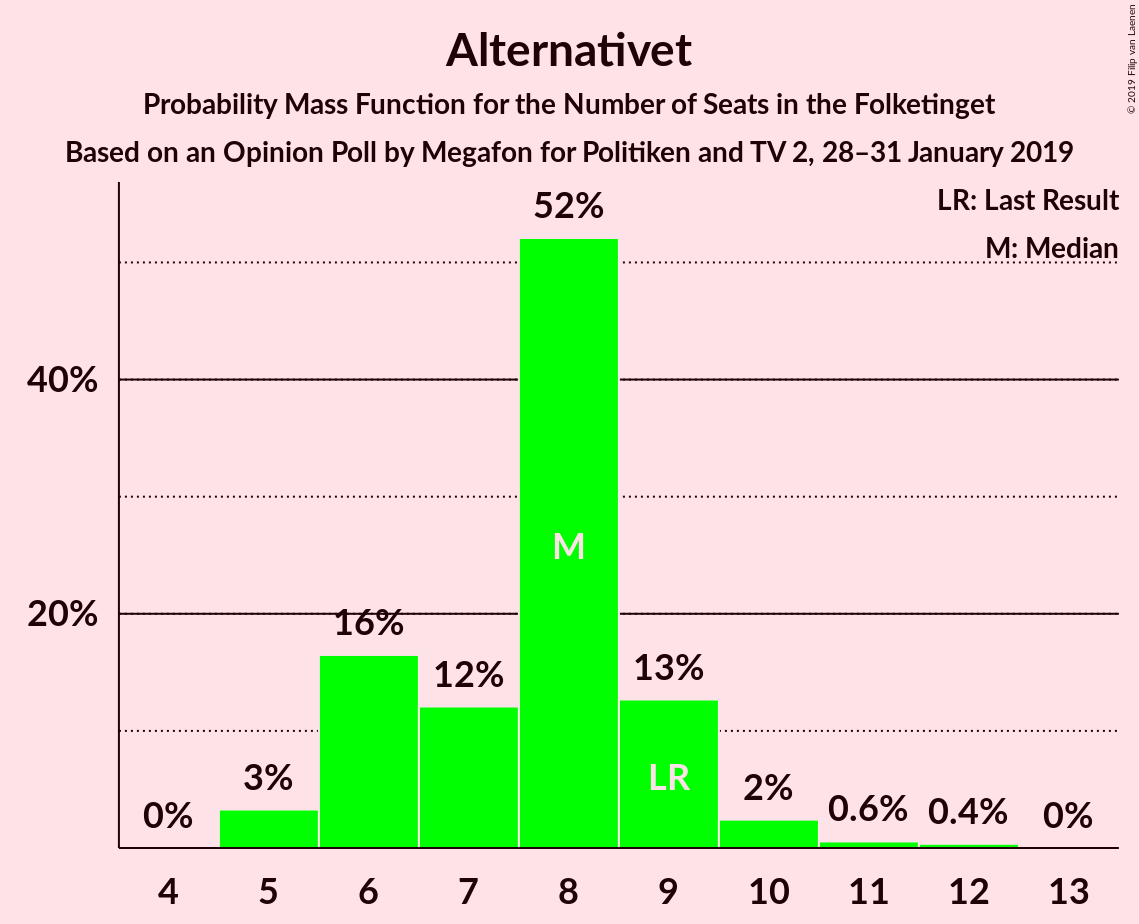 Alternativet
Probability Mass Function for the Number of Seats in the Folketinget
Based on an Opinion Poll by Megafon for Politiken and TV 2, 28–31 January 2019
© 2019 Filip van Laenen
LR: Last Result
M: Median
52%
40%
M
20%
16%
12%
13%
LR
3%
0%
2%
0.6%
0.4%
0%
4 5 6 7 8 9 10 11 12 13